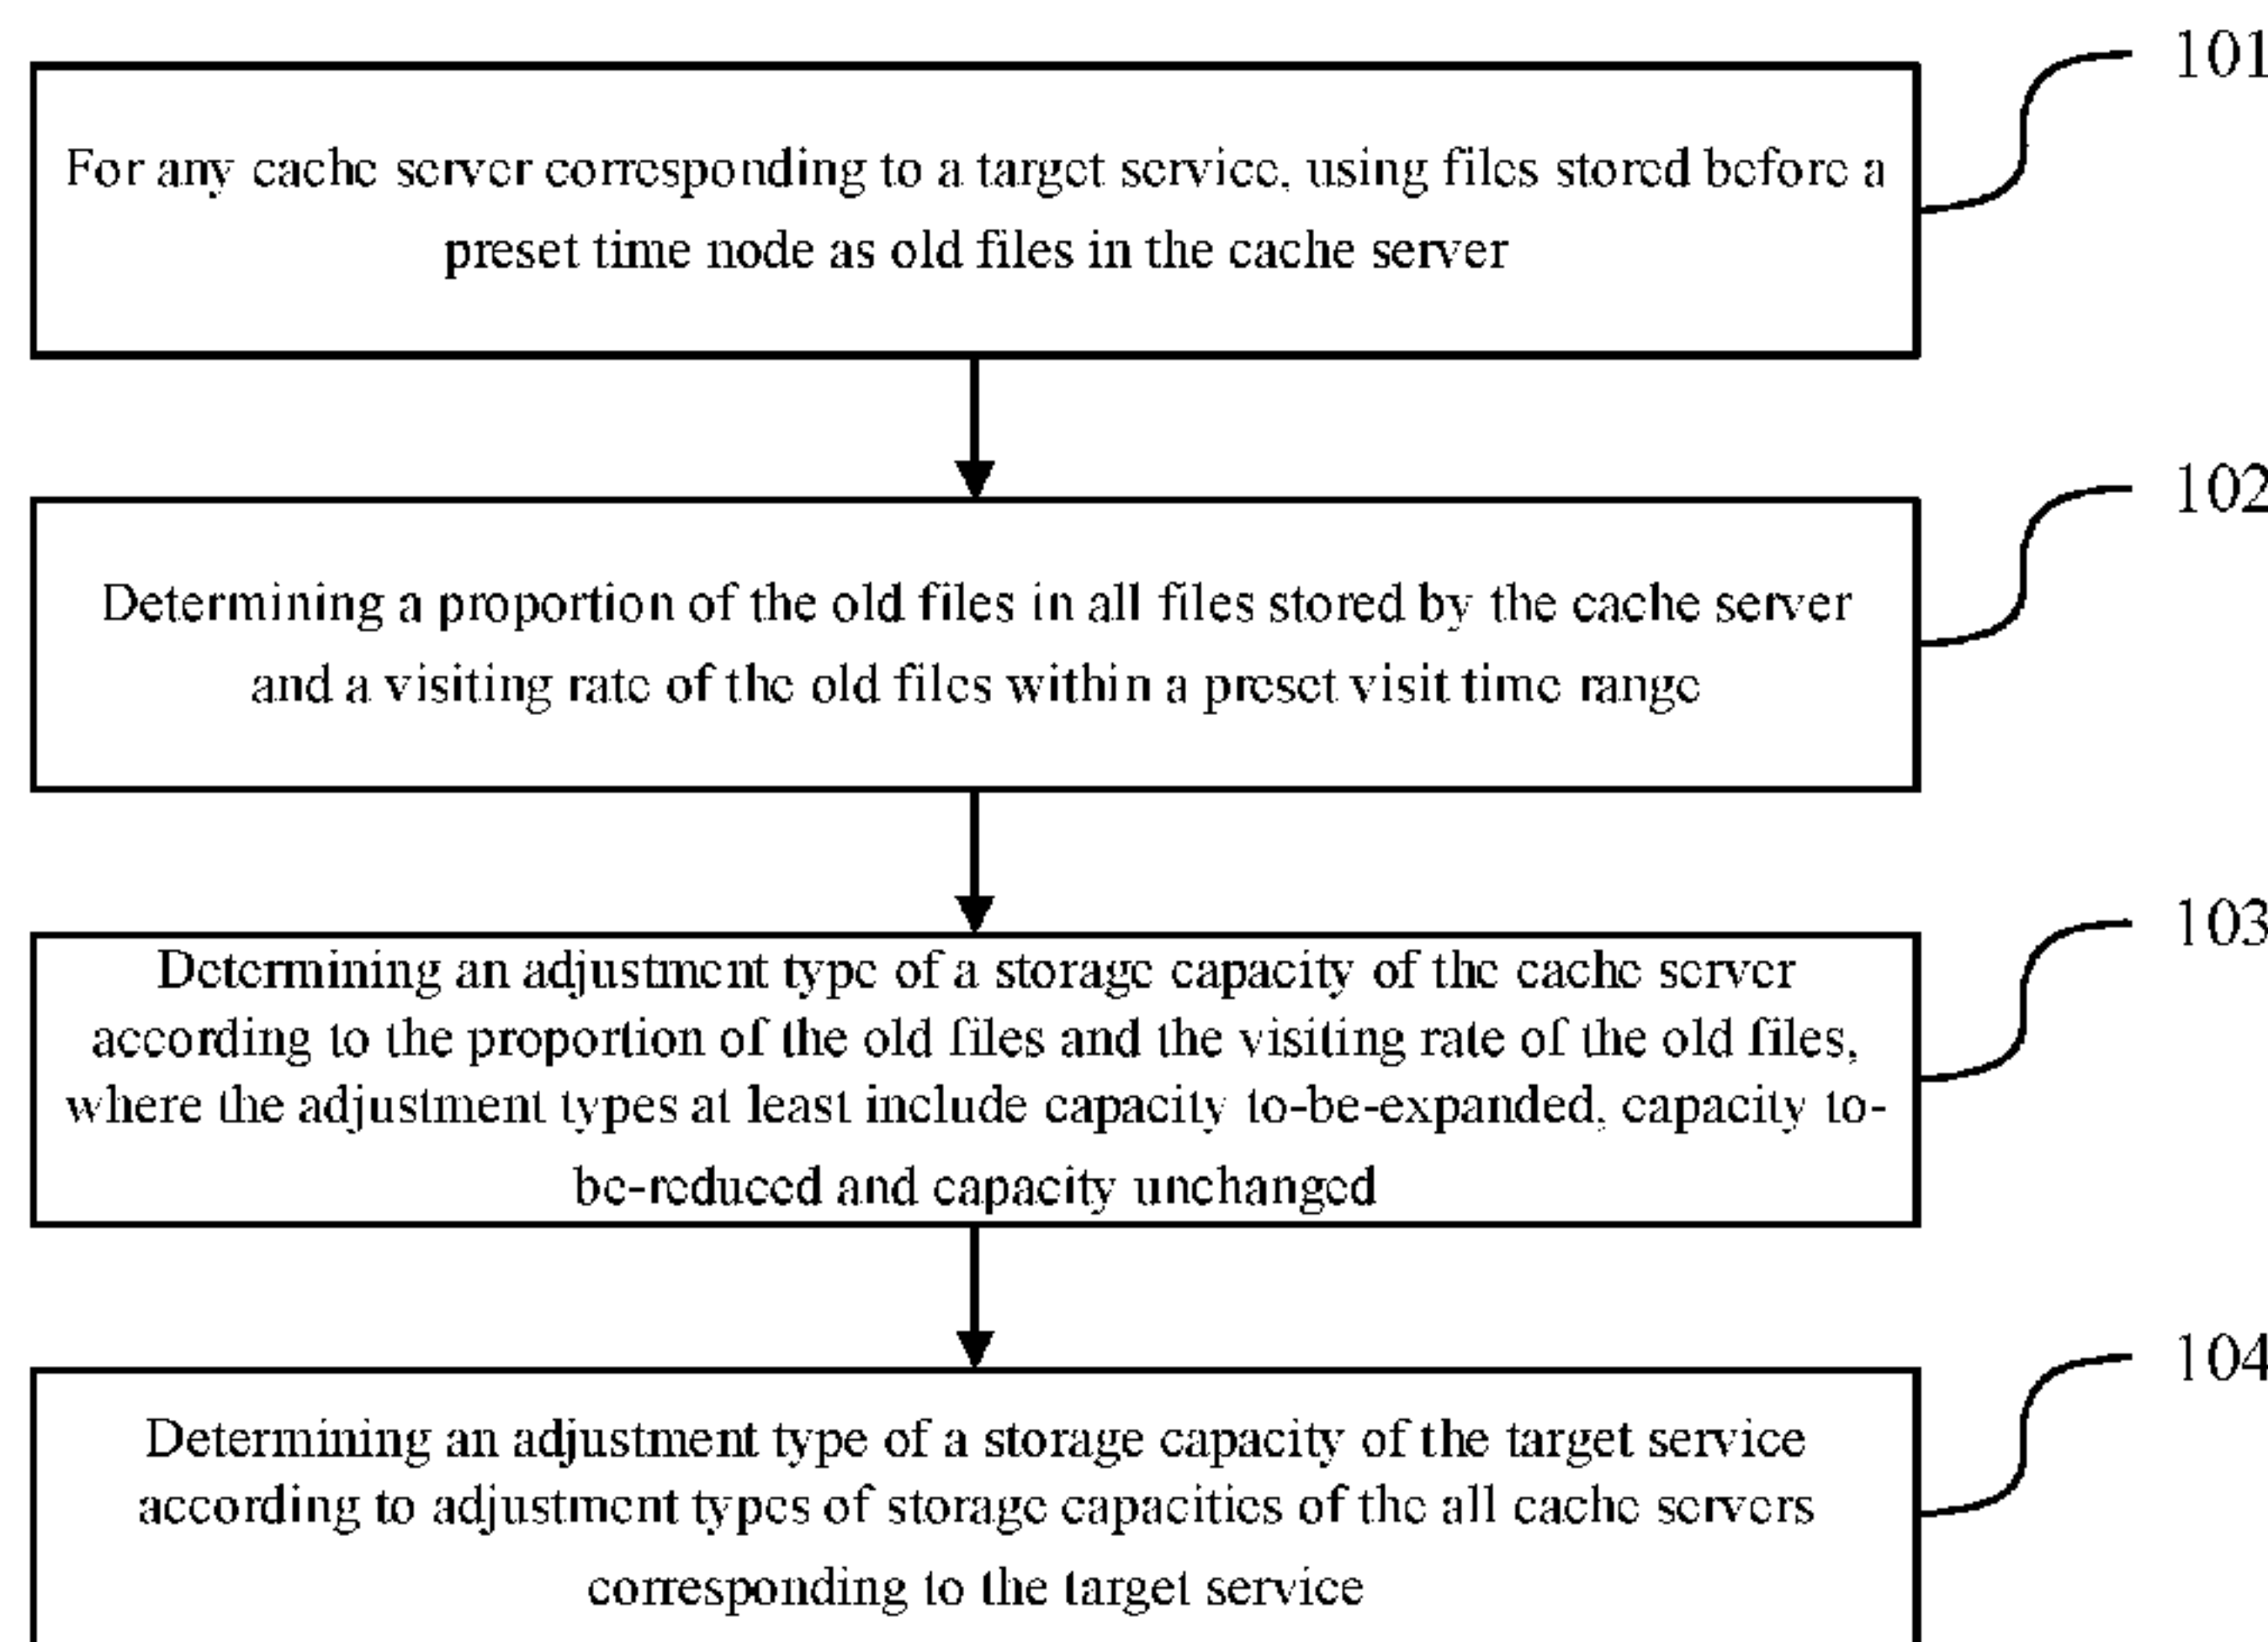 101
For any cache server corresponding to a target service, using files stored before a
preset time node as old files in the cache server
102
Determining a proportion of the old files in all files stored by the cache server
and a visiting rate of the old files within a preset visit time range
103
Determining an adjustment type of a storage capacity of the cache server
according to the proportion of the old files and the visiting rate of the old files,
where the adjustment types at least include capacity to-be-expanded, capacity to-
be-reduced and capacity unchanged
104
Determining an adjustment type of a storage capacity of the target service
according to adjustment types of storage capacities of the all cache servers
corresponding to the target service